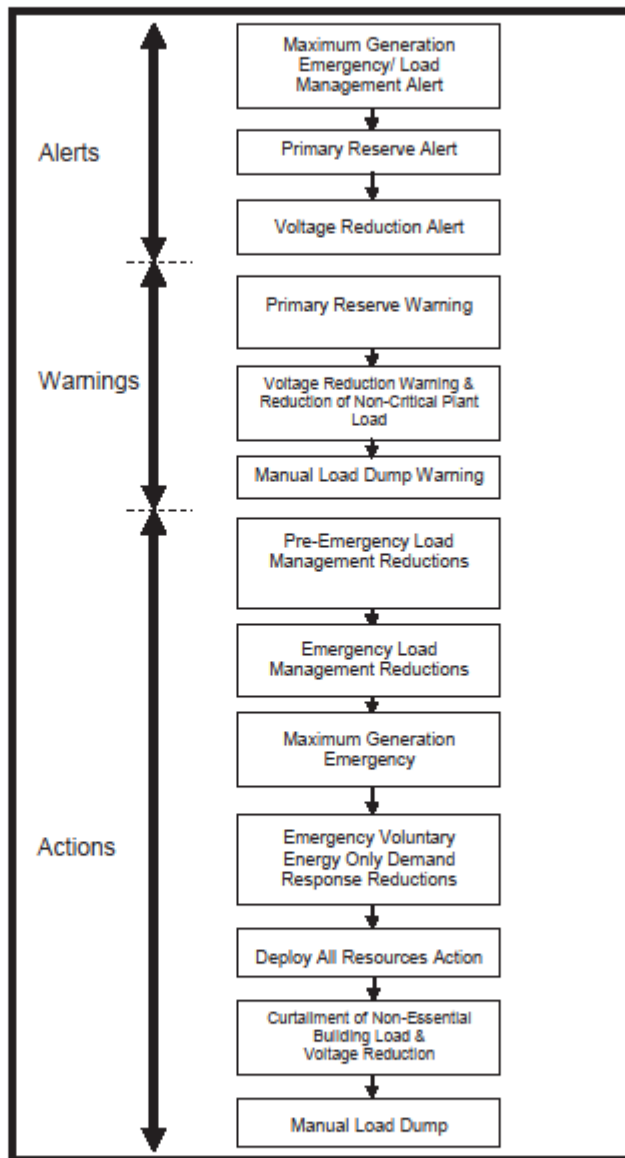 Maximum Generation
Emergency/ Load
Management Alert
Alerts
Primary Reserve Alert
Voltage Reduction Alert
Primary Reserve Warning
Warnings
Voltage Reduction Warning &
Reduction of Non-Critical Plant
Load
Manual Load Dump Warning
Pre-Emergency Load
Management Reductions
Emergency Load
Management Reductions
Maximum Generation
Emergency
Actions
Emergency Voluntary
Energy Only Demand
Response Reductions
Deploy All Resources Action
Curtailment of Non-Essential
Building Load &
Voltage Reduction
Manual Load Dump